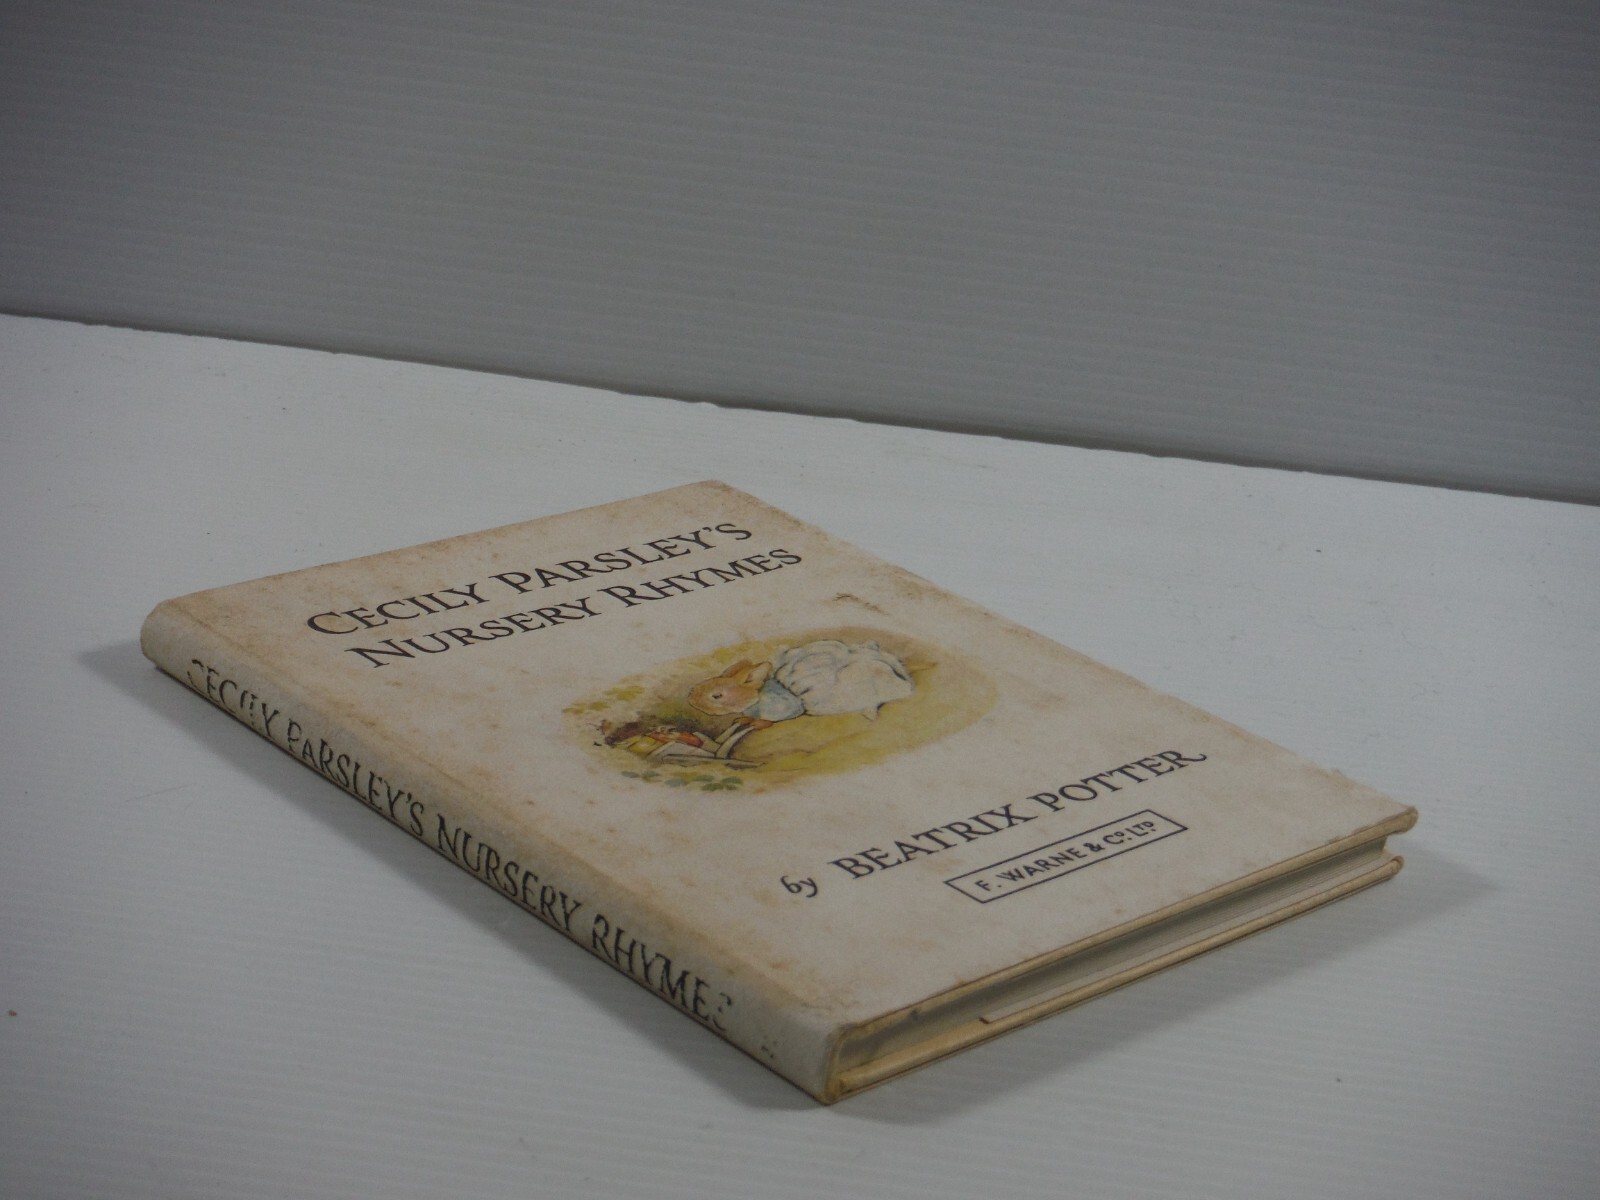 CECILY PARSLEY'S
NURSERY RHYMES
by BEATRIX POTTER
F. WARNE & CO. LTD
CECILY PARSLEY'S NURSERY RHYMES